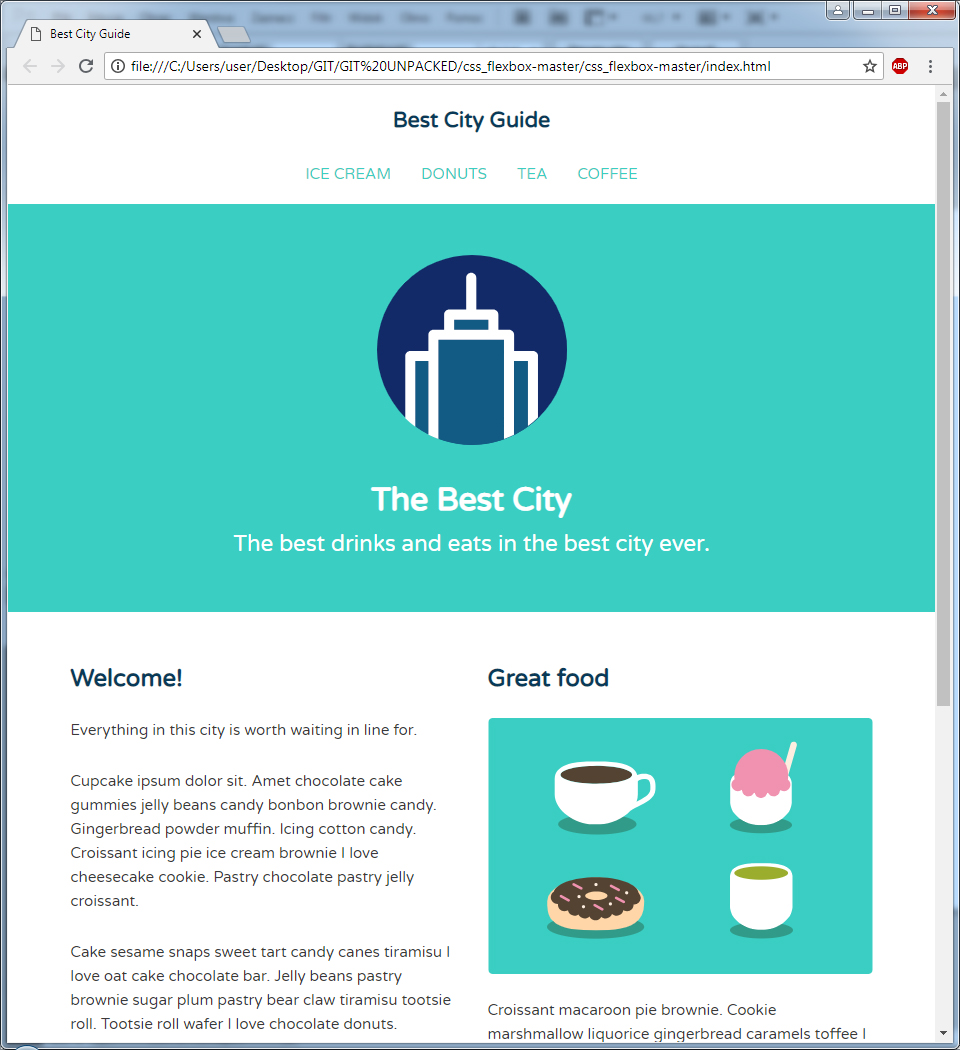 Best City Guide
file:///C:/Users/user/Desktop/GIT/GIT%20UNPACKED/css_flexbox-master/css_flexbox-master/index.html
ABP
Best City Guide
ICE CREAM DONUTS TEA COFFEE
The Best City
The best drinks and eats in the best city ever.
Welcome!
Everything in this city is worth waiting in line for.
Cupcake ipsum dolor sit. Amet chocolate cake
gummies jelly beans candy bonbon brownie candy.
Gingerbread powder muffin. Icing cotton candy.
Croissant icing pie ice cream brownie I love
cheesecake cookie. Pastry chocolate pastry jelly
croissant.
Cake sesame snaps sweet tart candy canes tiramisu I
love oat cake chocolate bar. Jelly beans pastry
brownie sugar plum pastry bear claw tiramisu tootsie
roll. Tootsie roll wafer I love chocolate donuts.
Great food
Croissant macaroon pie brownie. Cookie
marshmallow liquorice gingerbread caramels toffee I